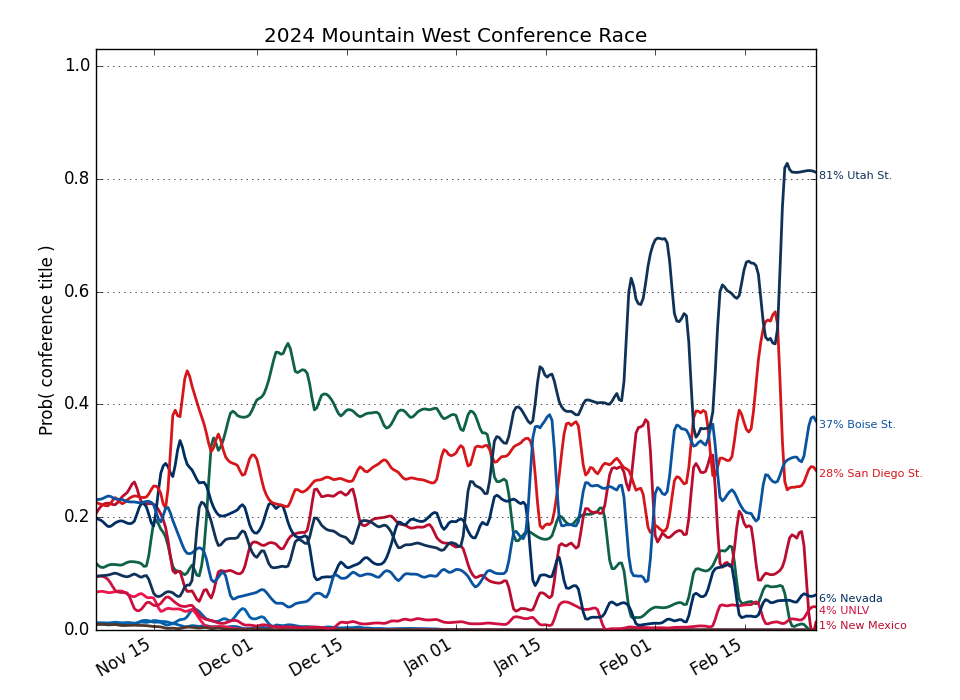 2024 Mountain West Conference Race
Prob( conference title )
1.0
0.8
0.6
0.4
0.2
0.0
81% Utah St.
37% Boise St.
28% San Diego St.
6% Nevada
4% UNLV
1% New Mexico
Nov 15
Dec 01
Dec 15
Jan 01
Jan 15
Feb 01
Feb 15